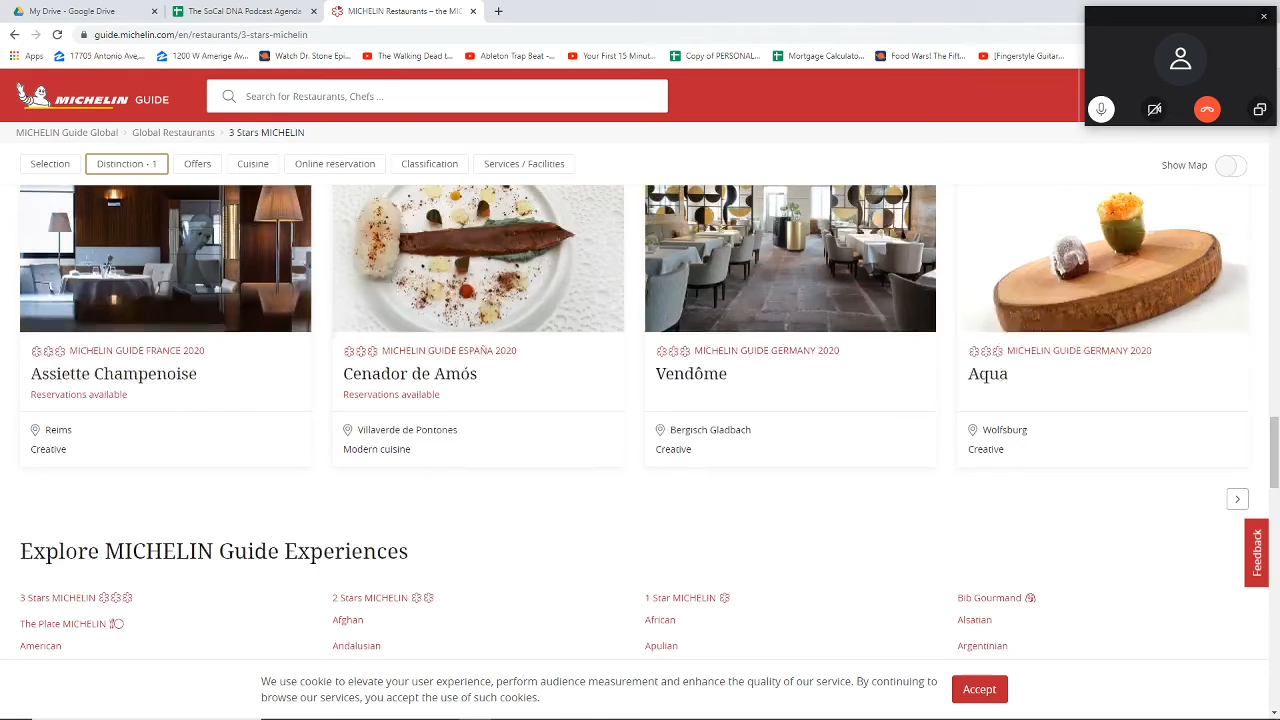 My Drive - Google Drive
The SoCal DNA Podcast Agenda
MICHELIN Restaurants – the MIC
guide.michelin.com/en/restaurants/3-stars-michelin
Apps
17705 Antonio Ave,...
1200 W Amerige Av...
Watch Dr. Stone Epi...
The Walking Dead t...
Ableton Trap Beat -...
Your First 15 Minut...
Copy of PERSONAL...
Mortgage Calculato...
Food Wars! The Fift...
[Fingerstyle Guitar...
MICHELIN GUIDE
Search for Restaurants, Chefs ...
MICHELIN Guide Global > Global Restaurants > 3 Stars MICHELIN
Selection
Distinction • 1
Offers
Cuisine
Online reservation
Classification
Services / Facilities
Show Map
MICHELIN GUIDE FRANCE 2020
Assiette Champenoise
Reservations available
Reims
Creative
MICHELIN GUIDE ESPAÑA 2020
Cenador de Amós
Reservations available
Villaverde de Pontones
Modern cuisine
MICHELIN GUIDE GERMANY 2020
Vendôme
Bergisch Gladbach
Creative
MICHELIN GUIDE GERMANY 2020
Aqua
Wolfsburg
Creative
Feedback
Explore MICHELIN Guide Experiences
3 Stars MICHELIN
2 Stars MICHELIN
1 Star MICHELIN
Bib Gourmand
The Plate MICHELIN
Afghan
African
Alsatian
American
Andalusian
Apulian
Argentinian
We use cookie to elevate your user experience, perform audience measurement and enhance the quality of our service. By continuing to
browse our services, you accept the use of such cookies.
Accept